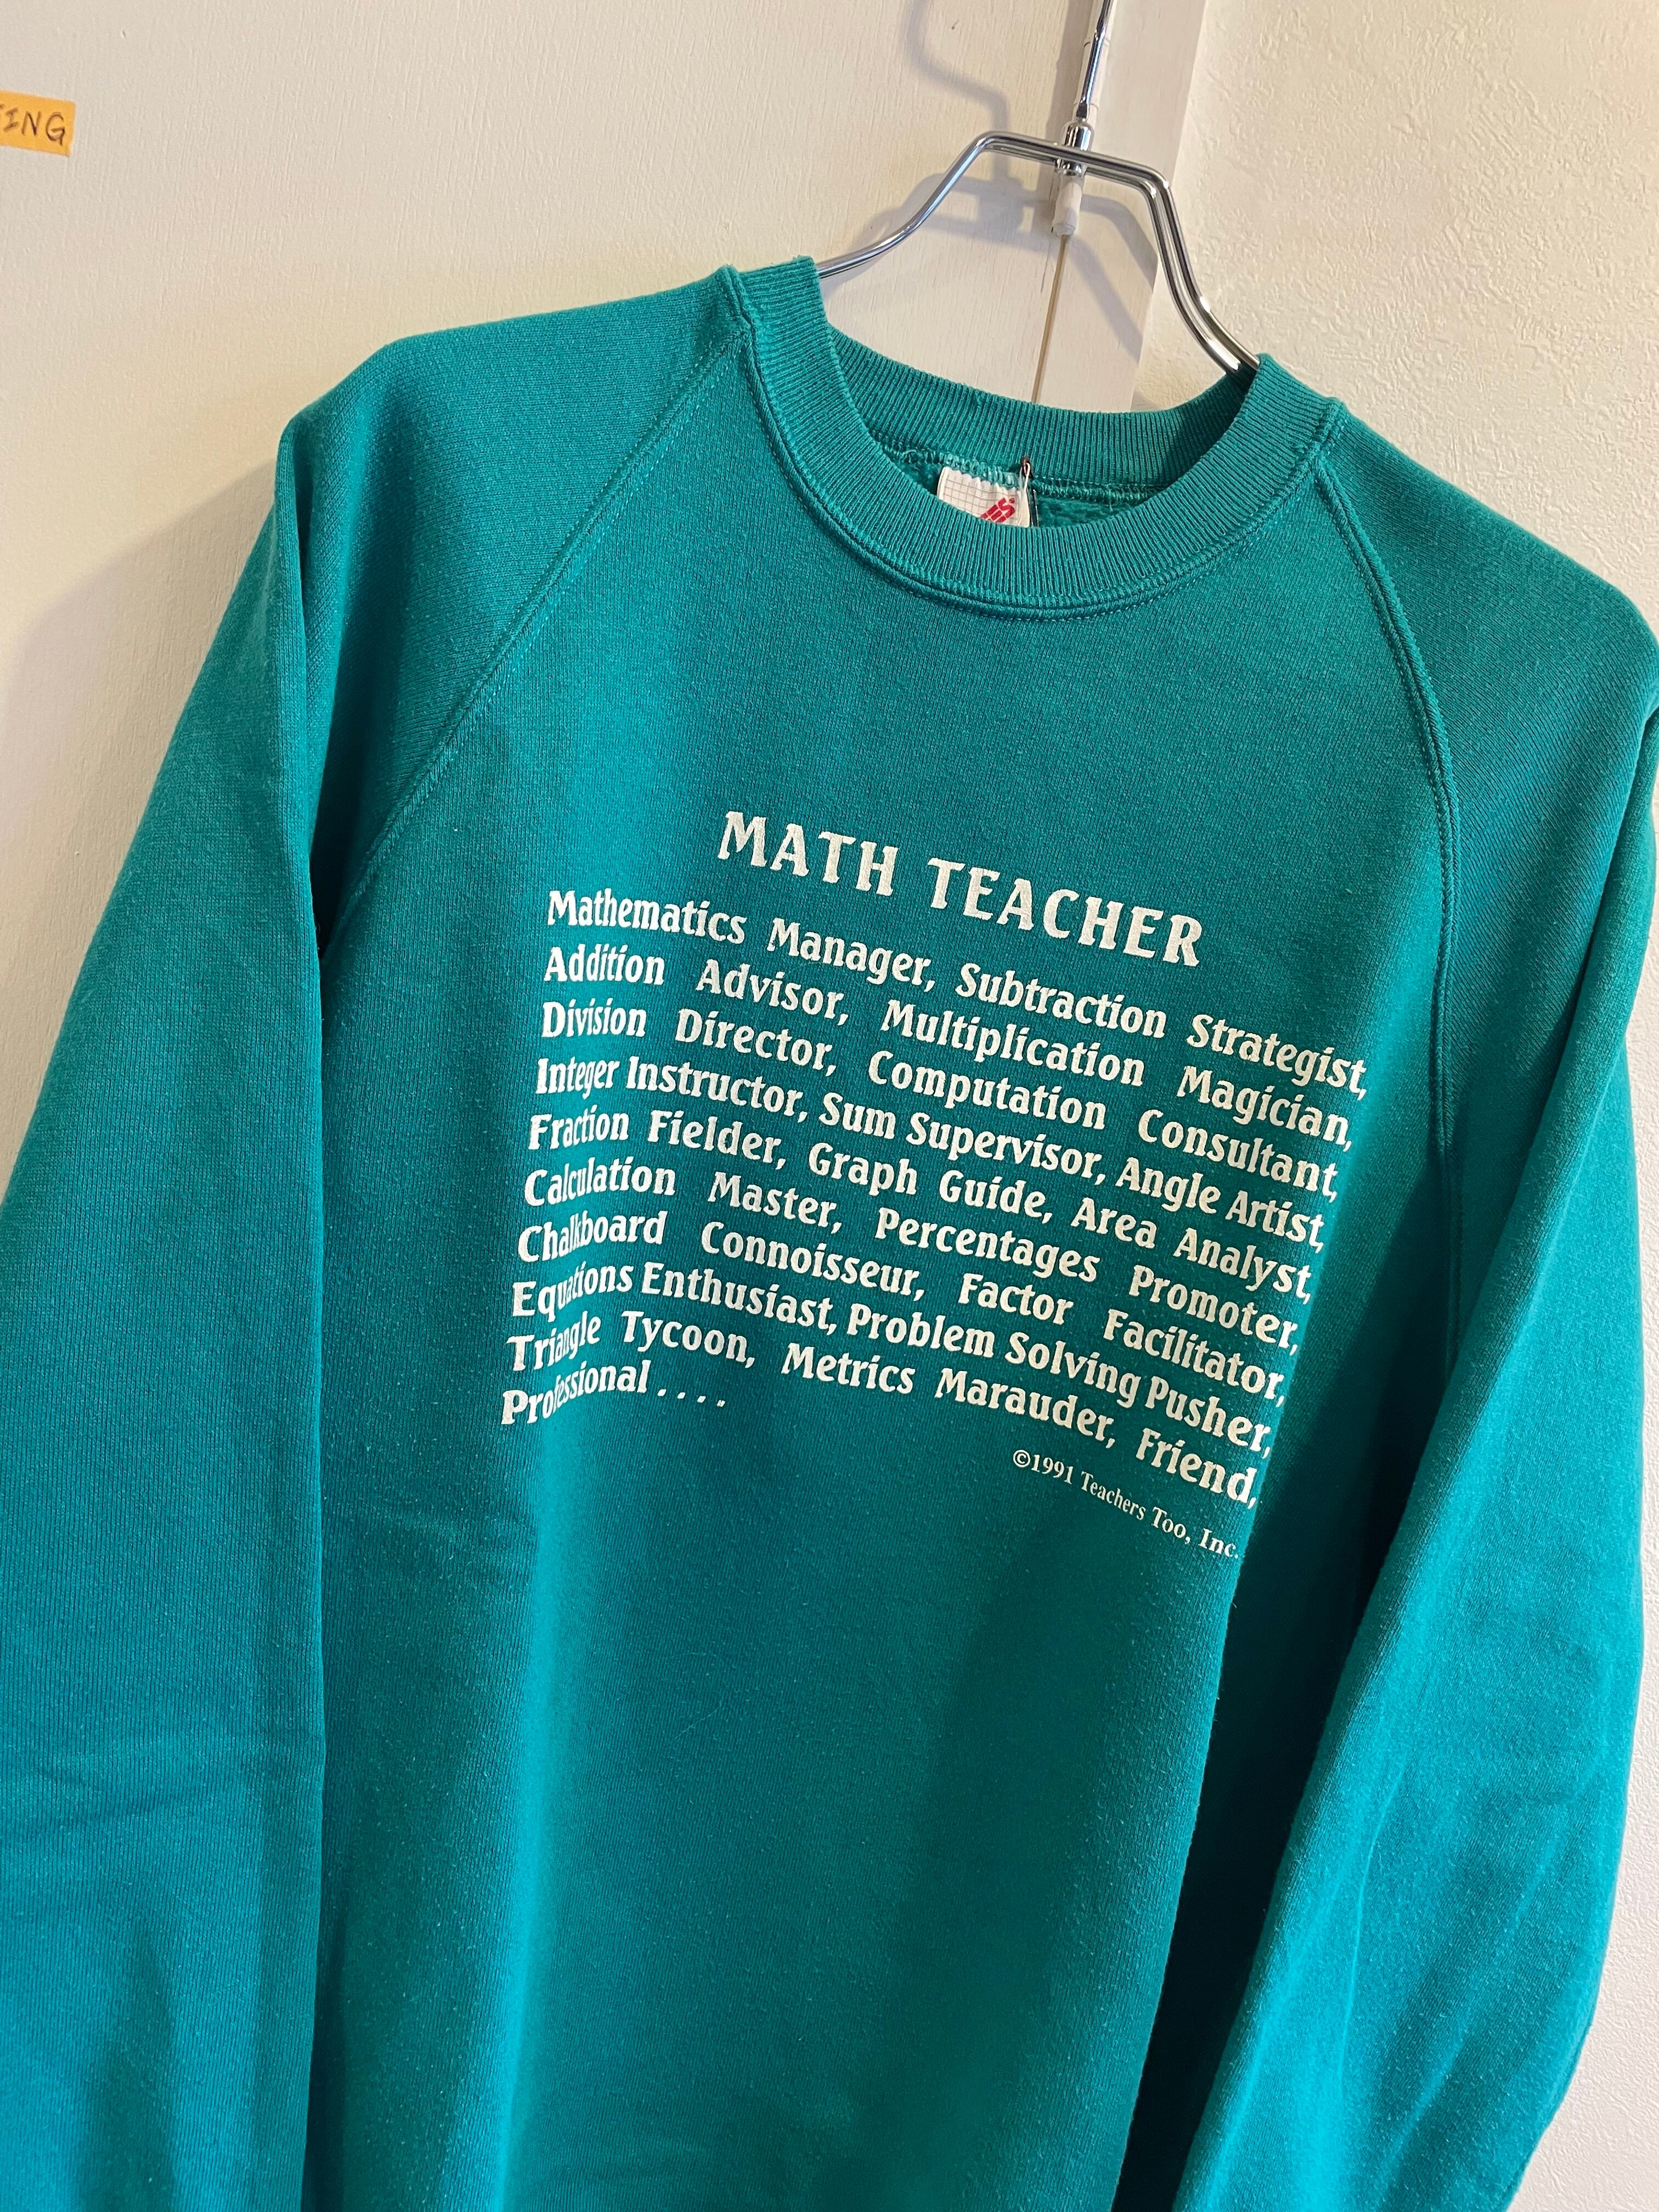 MATH TEACHER
Mathematics Manager, Subtraction Strategist,
Addition Advisor, Multiplication Magician,
Division Director, Computation Consultant,
Integer Instructor, Sum Supervisor, Angle Artist,
Fraction Fielder, Graph Guide, Area Analyst,
Calculation Master, Percentages Promoter,
Chalkboard Connoisseur, Factor Facilitator,
Equations Enthusiast, Problem Solving Pusher,
Triangle Tycoon, Metrics Marauder, Friend,
Professional . . . .
©1991 Teachers Too, Inc.